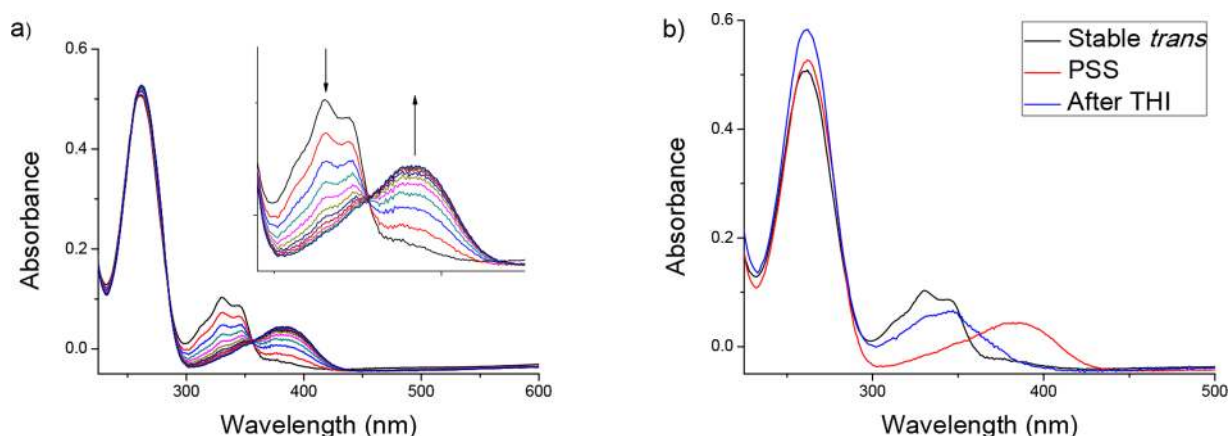 a)
0.6
0.4
0.2
0.0
Absorbance
300
400
500
600
Wavelength (nm)
b)
0.6
0.4
0.2
0.0
Absorbance
300
400
500
Wavelength (nm)
Stable trans
PSS
After THI